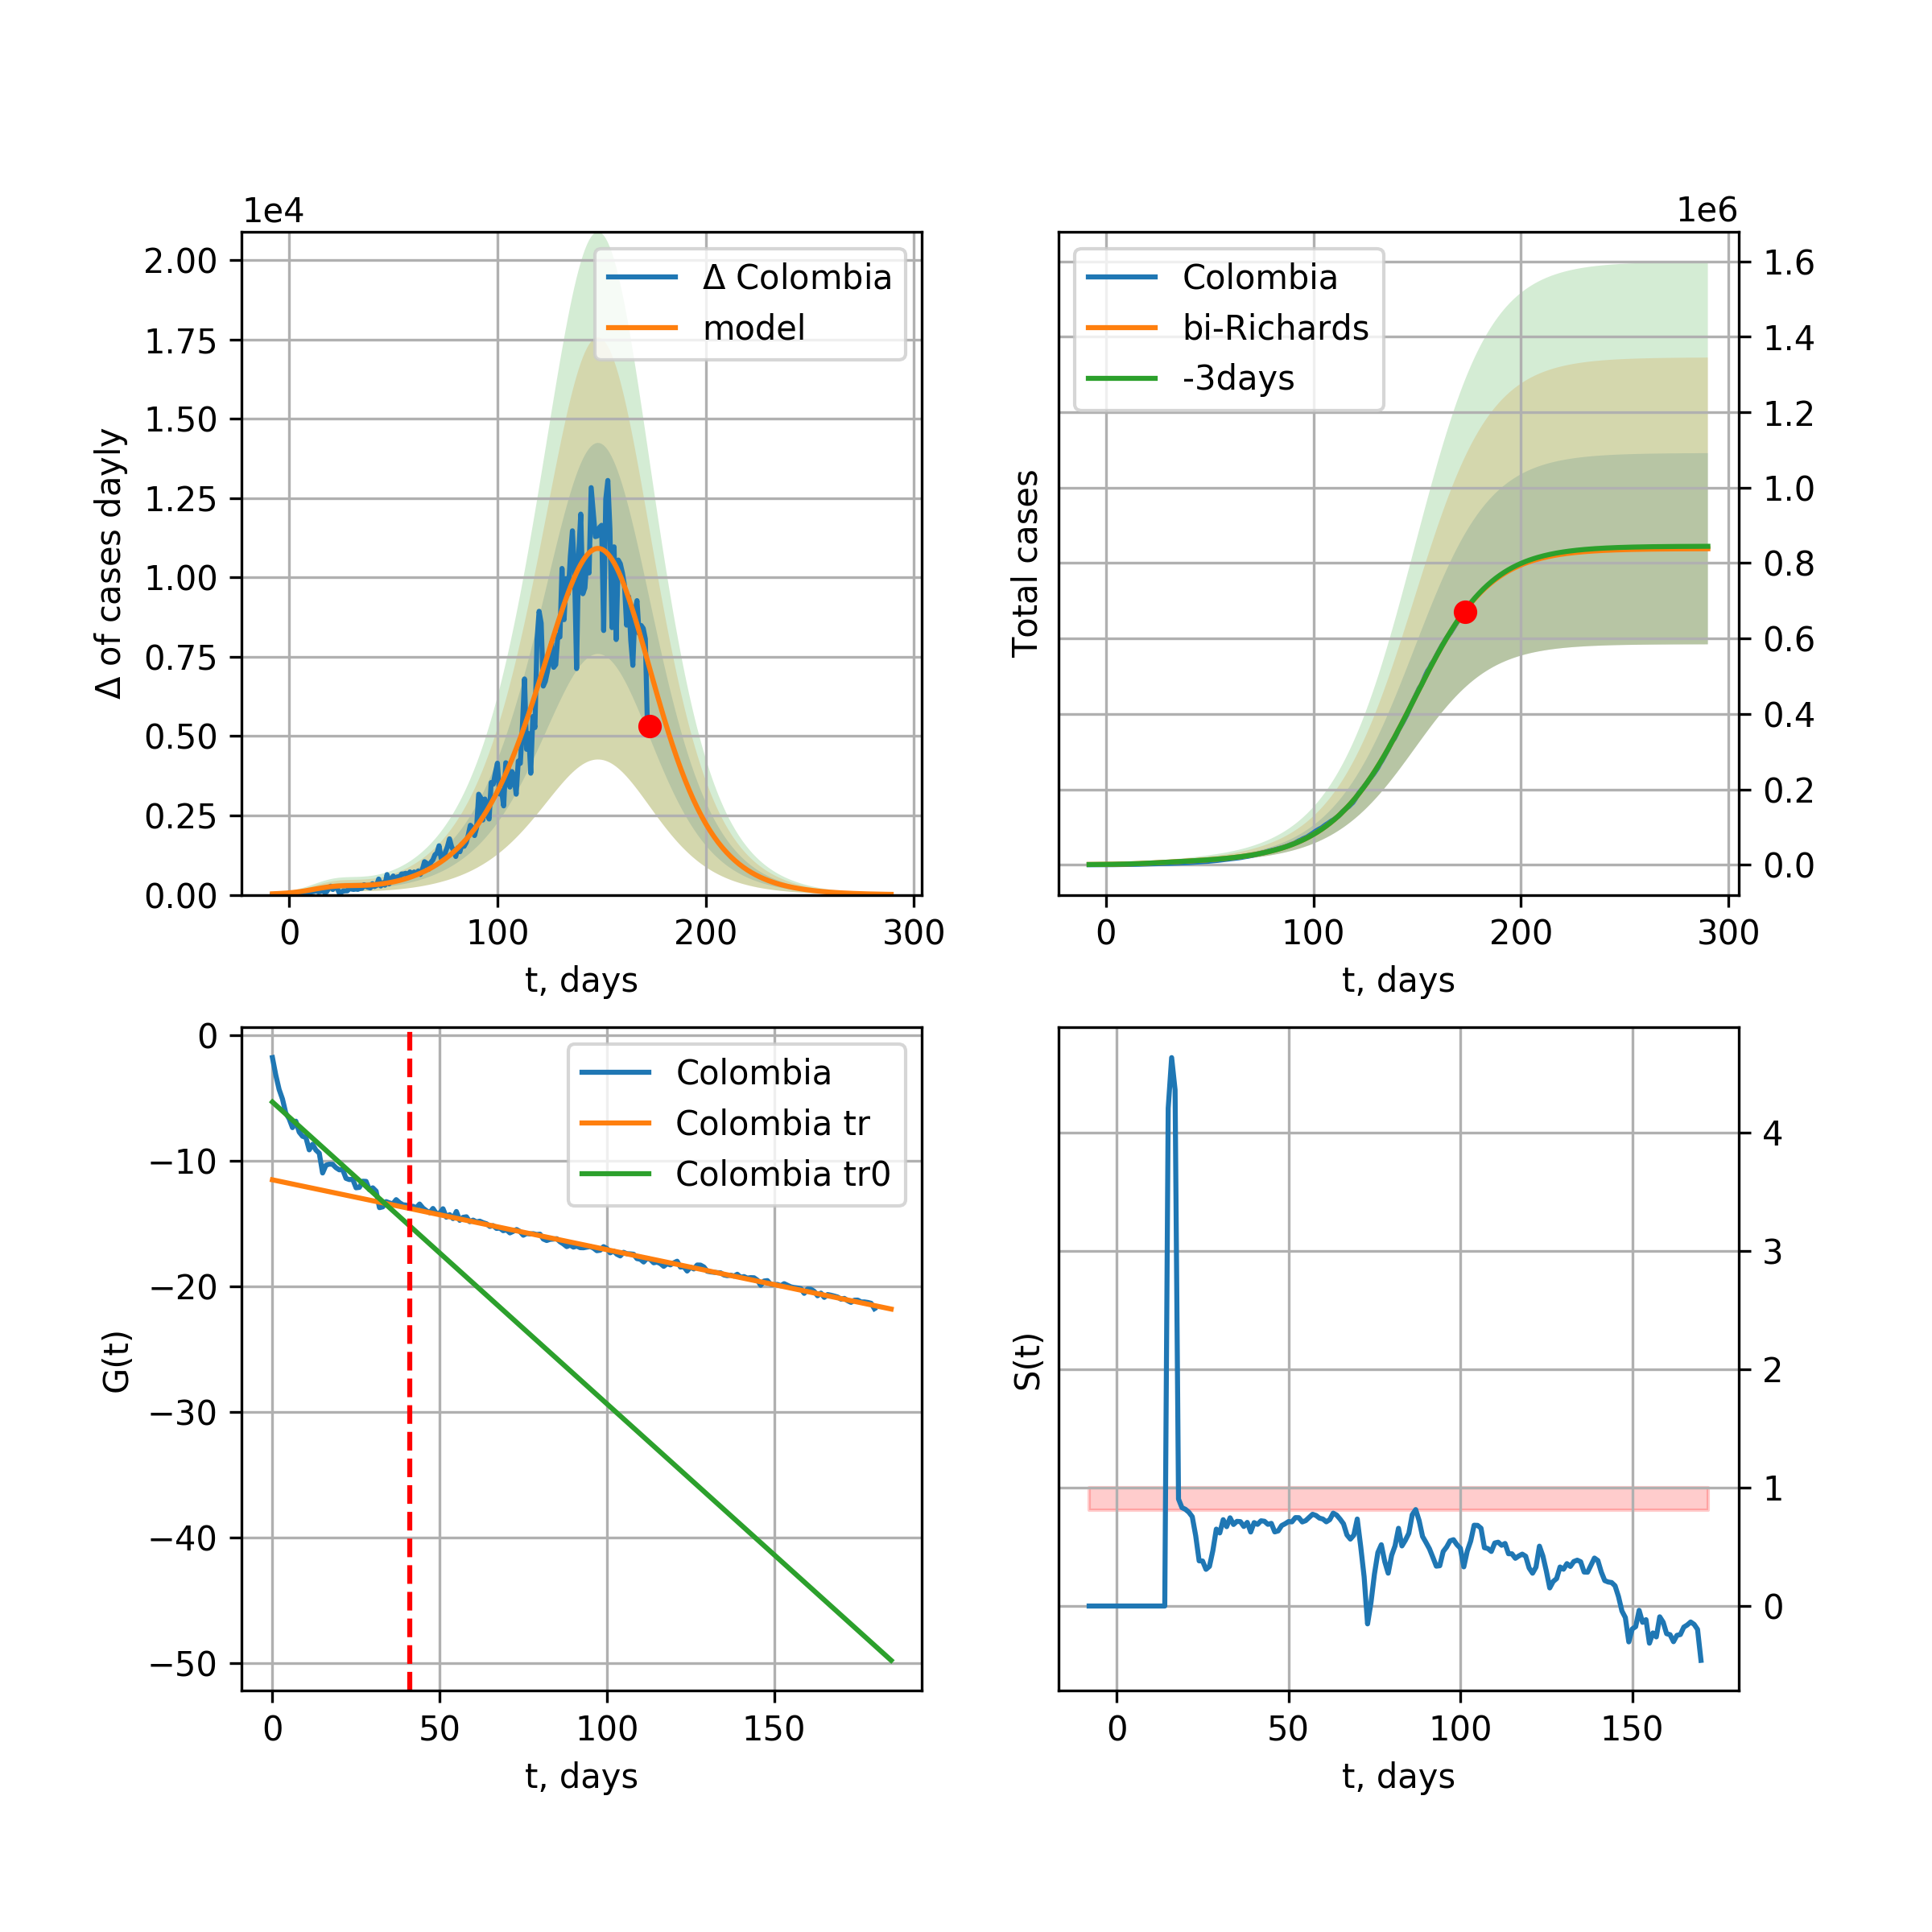 1e4
Δ of cases dayly
2.00
1.75
1.50
1.25
1.00
0.75
0.50
0.25
0.00
Δ Colombia
model
0
100
200
300
t, days
1e6
Total cases
Colombia
bi-Richards
-3days
1.6
1.4
1.2
1.0
0.8
0.6
0.4
0.2
0.0
0
100
200
300
t, days
G(t)
0
−10
−20
−30
−40
−50
Colombia
Colombia tr
Colombia tr0
0
50
100
150
t, days
S(t)
4
3
2
1
0
0
50
100
150
t, days